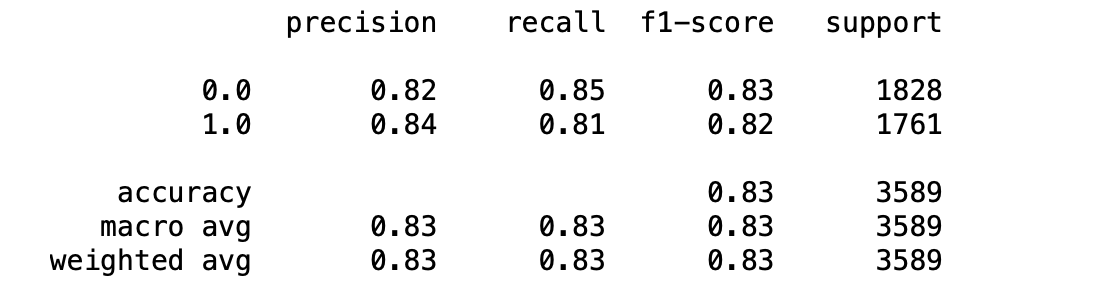 precision recall f1-score support
0.0 0.82 0.85 0.83 1828
1.0 0.84 0.81 0.82 1761
accuracy 0.83 3589
macro avg 0.83 0.83 0.83 3589
weighted avg 0.83 0.83 0.83 3589